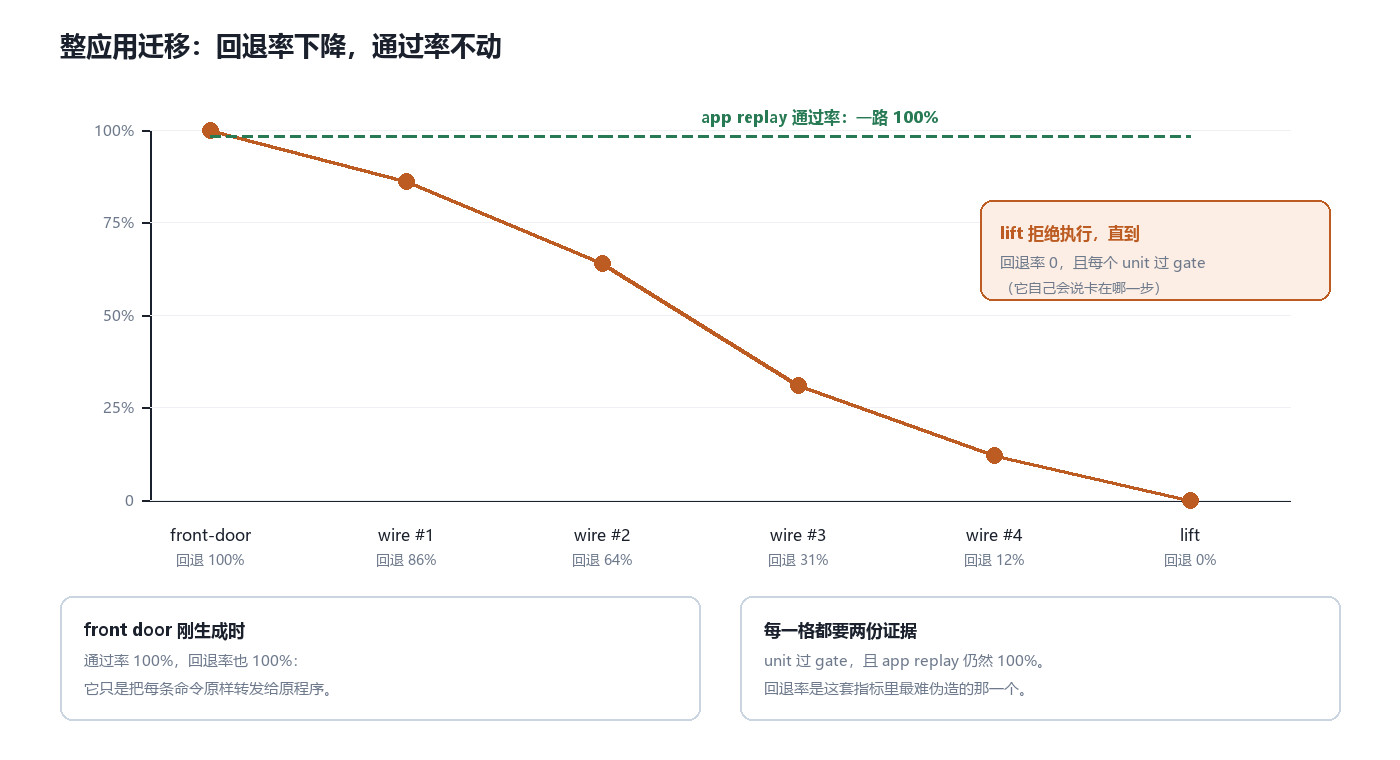 整应用迁移：回退率下降，通过率不动
app replay 通过率：一路 100%
100%
75%
50%
25%
0
lift 拒绝执行，直到
回退率 0，且每个 unit 过 gate
（它自己会说卡在哪一步）
front-door
wire #1
wire #2
wire #3
wire #4
lift
回退 100%
回退 86%
回退 64%
回退 31%
回退 12%
回退 0%
front door 刚生成时
通过率 100%，回退率也 100%：
它只是把每条命令原样转发给原程序。
每一格都要两份证据
unit 过 gate，且 app replay 仍然 100%。
回退率是这套指标里最难伪造的那一个。